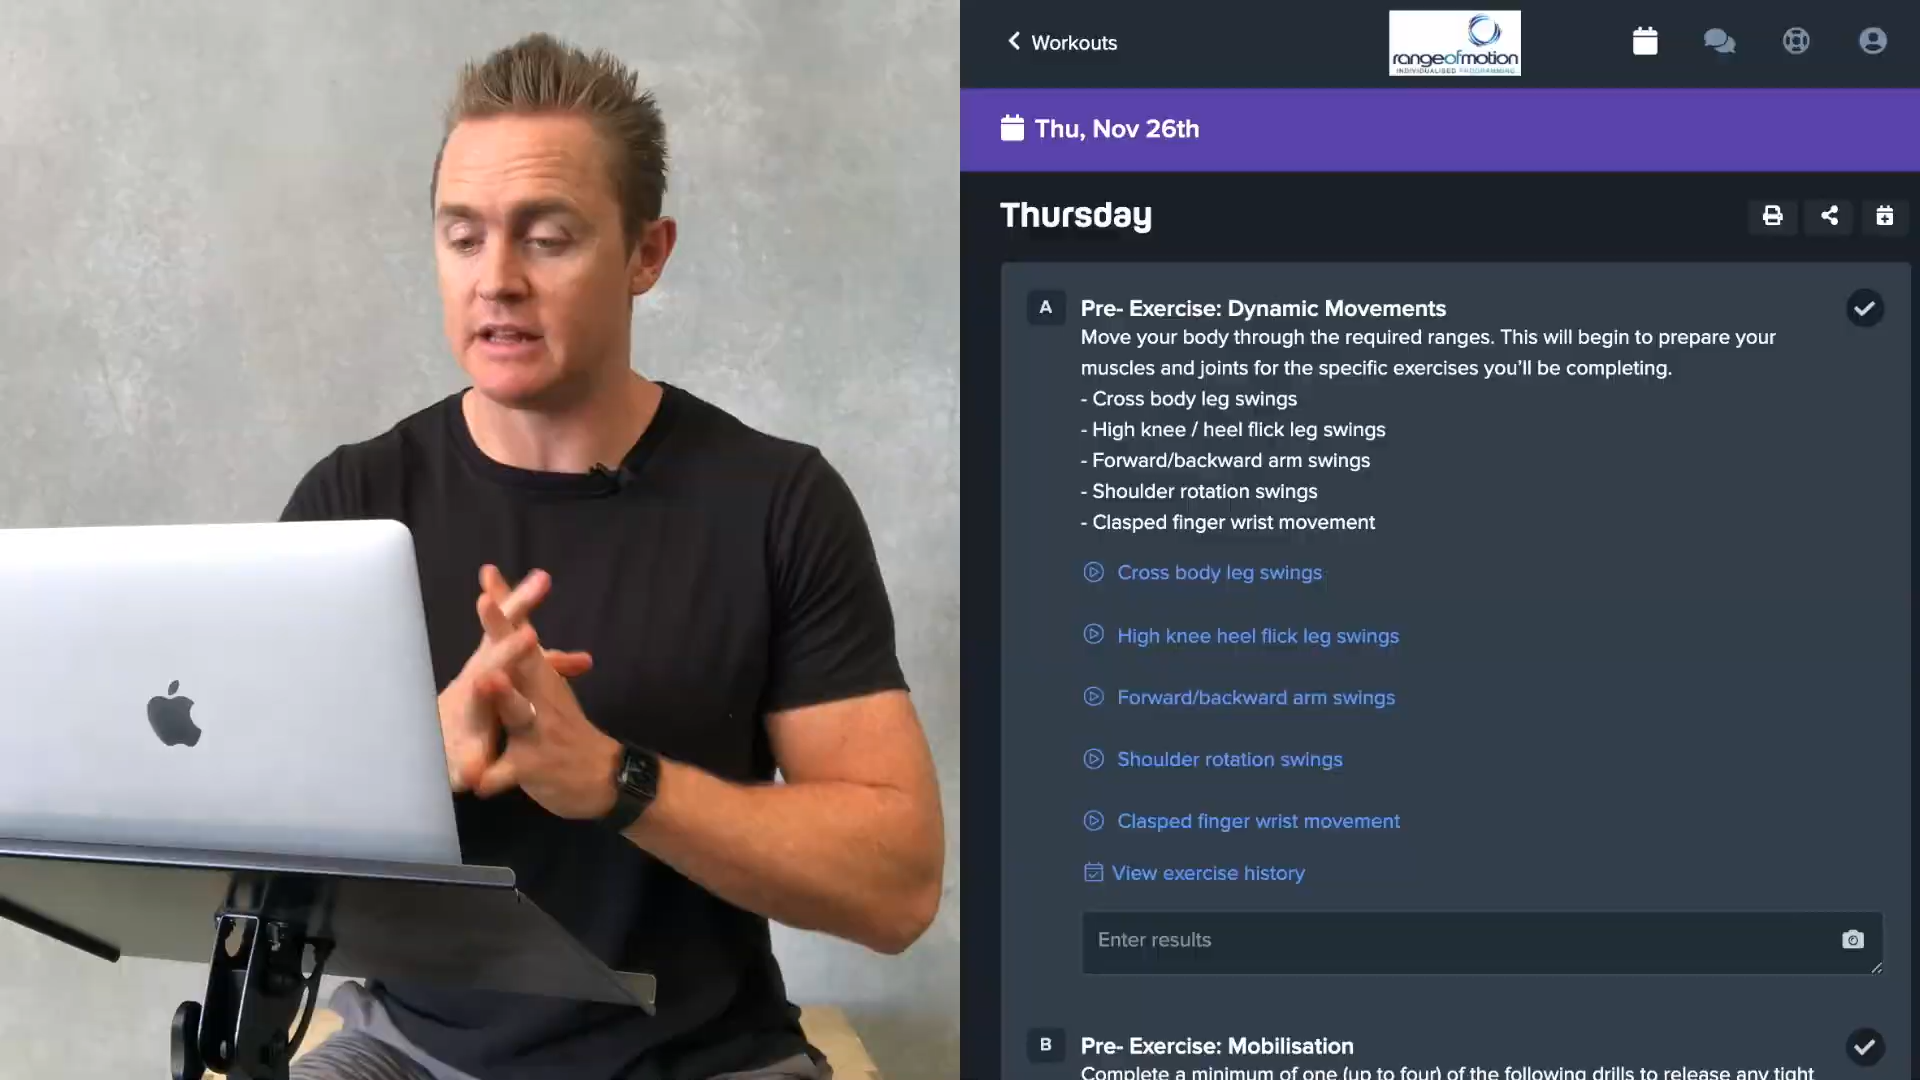 Workouts
rangeofmotion
INDIVIDUALISED PROGRAMMING
Thu, Nov 26th
Thursday
A
Pre- Exercise: Dynamic Movements
Move your body through the required ranges. This will begin to prepare your
muscles and joints for the specific exercises you'll be completing.
- Cross body leg swings
- High knee / heel flick leg swings
- Forward/backward arm swings
- Shoulder rotation swings
- Clasped finger wrist movement
Cross body leg swings
High knee heel flick leg swings
Forward/backward arm swings
Shoulder rotation swings
Clasped finger wrist movement
View exercise history
Enter results
B
Pre- Exercise: Mobilisation
Complete a minimum of one (up to four) of the following drills to release any tight